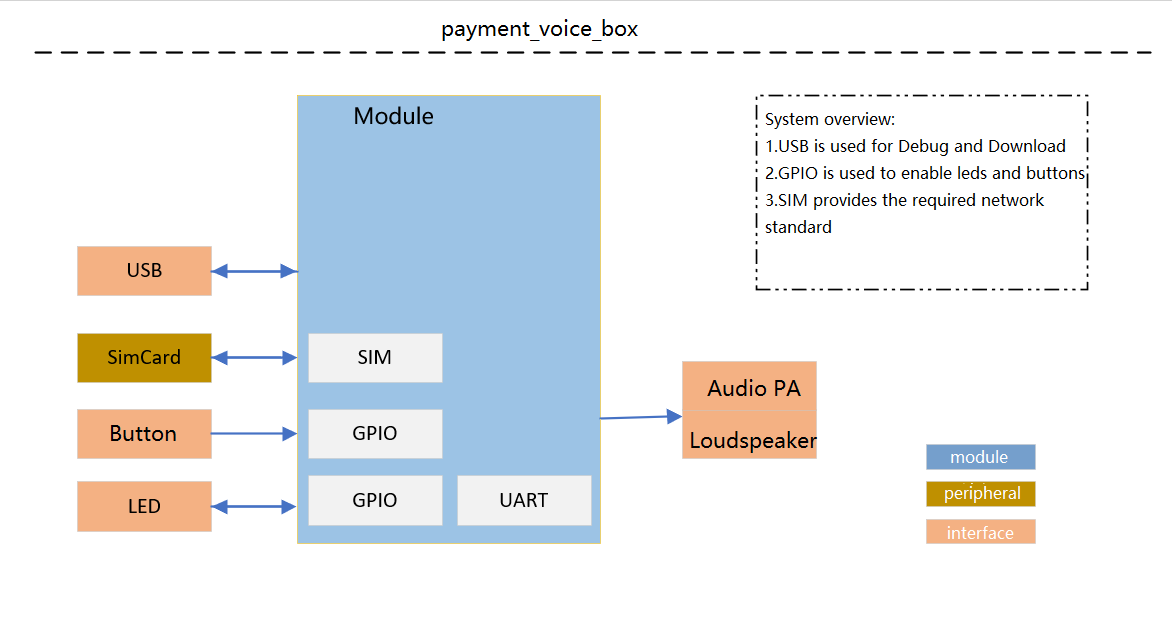 payment_voice_box
Module
System overview:
1.USB is used for Debug and Download
2.GPIO is used to enable leds and buttons
3.SIM provides the required network
standard
USB
SimCard
SIM
Button
GPIO
LED
GPIO
UART
Audio PA
Loudspeaker
module
peripheral
interface